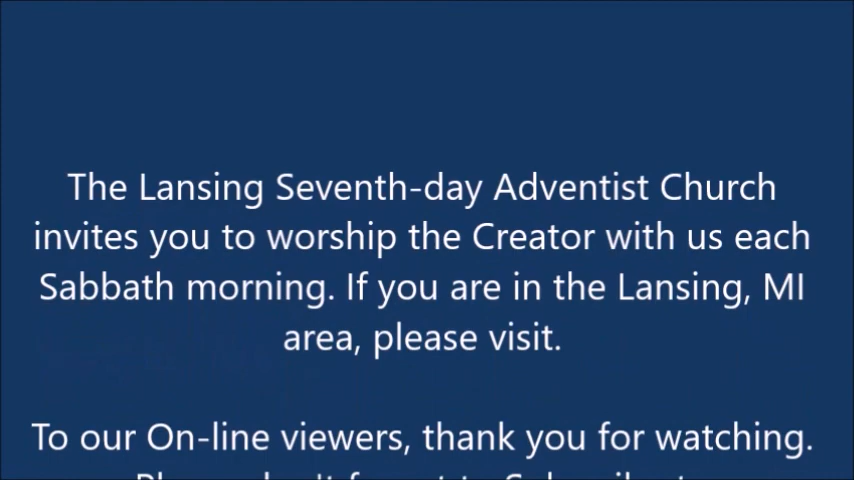 The Lansing Seventh-day Adventist Church
invites you to worship the Creator with us each
Sabbath morning. If you are in the Lansing, MI
area, please visit.
To our On-line viewers, thank you for watching.